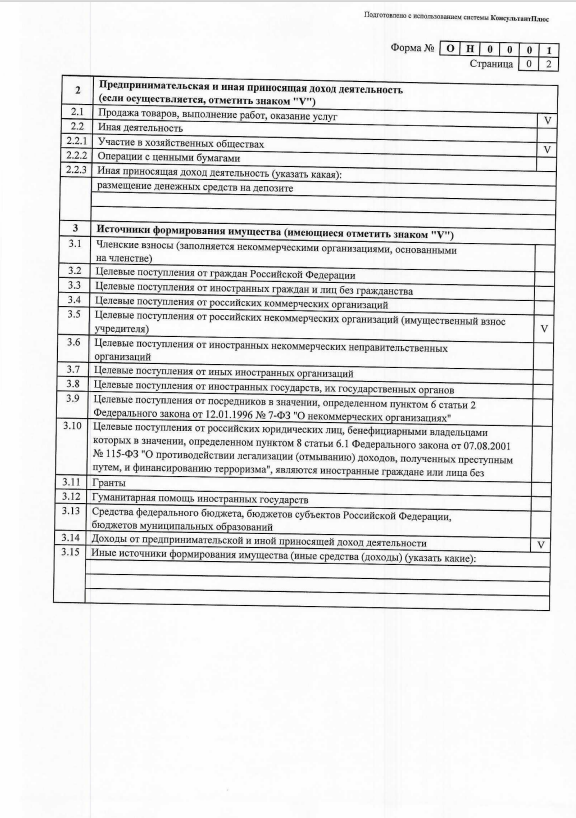 Подготовлено с использованием системы КонсультантПлюс
Форма № О Н 0 0 0 1
Страница 0 2
2 Предпринимательская и иная приносящая доход деятельность
(если осуществляется, отметить знаком "V")
2.1 Продажа товаров, выполнение работ, оказание услуг V
2.2 Иная деятельность
2.2.1 Участие в хозяйственных обществах V
2.2.2 Операции с ценными бумагами
2.2.3 Иная приносящая доход деятельность (указать какая):
размещение денежных средств на депозите
3 Источники формирования имущества (имеющиеся отметить знаком "V")
3.1 Членские взносы (заполняется некоммерческими организациями, основанными
на членстве)
3.2 Целевые поступления от граждан Российской Федерации
3.3 Целевые поступления от иностранных граждан и лиц без гражданства
3.4 Целевые поступления от российских коммерческих организаций
3.5 Целевые поступления от российских некоммерческих организаций (имущественный взнос
учредителя) V
3.6 Целевые поступления от иностранных некоммерческих неправительственных
организаций
3.7 Целевые поступления от иных иностранных организаций
3.8 Целевые поступления от иностранных государств, их государственных органов
3.9 Целевые поступления от посредников в значении, определенном пунктом 6 статьи 2
Федерального закона от 12.01.1996 № 7-ФЗ "О некоммерческих организациях"
3.10 Целевые поступления от российских юридических лиц, бенефициарными владельцами
которых в значении, определенном пунктом 8 статьи 6.1 Федерального закона от 07.08.2001
№ 115-ФЗ "О противодействии легализации (отмыванию) доходов, полученных преступным
путем, и финансированию терроризма", являются иностранные граждане или лица без
3.11 Гранты
3.12 Гуманитарная помощь иностранных государств
3.13 Средства федерального бюджета, бюджетов субъектов Российской Федерации,
бюджетов муниципальных образований
3.14 Доходы от предпринимательской и иной приносящей доход деятельности V
3.15 Иные источники формирования имущества (иные средства (доходы) (указать какие):